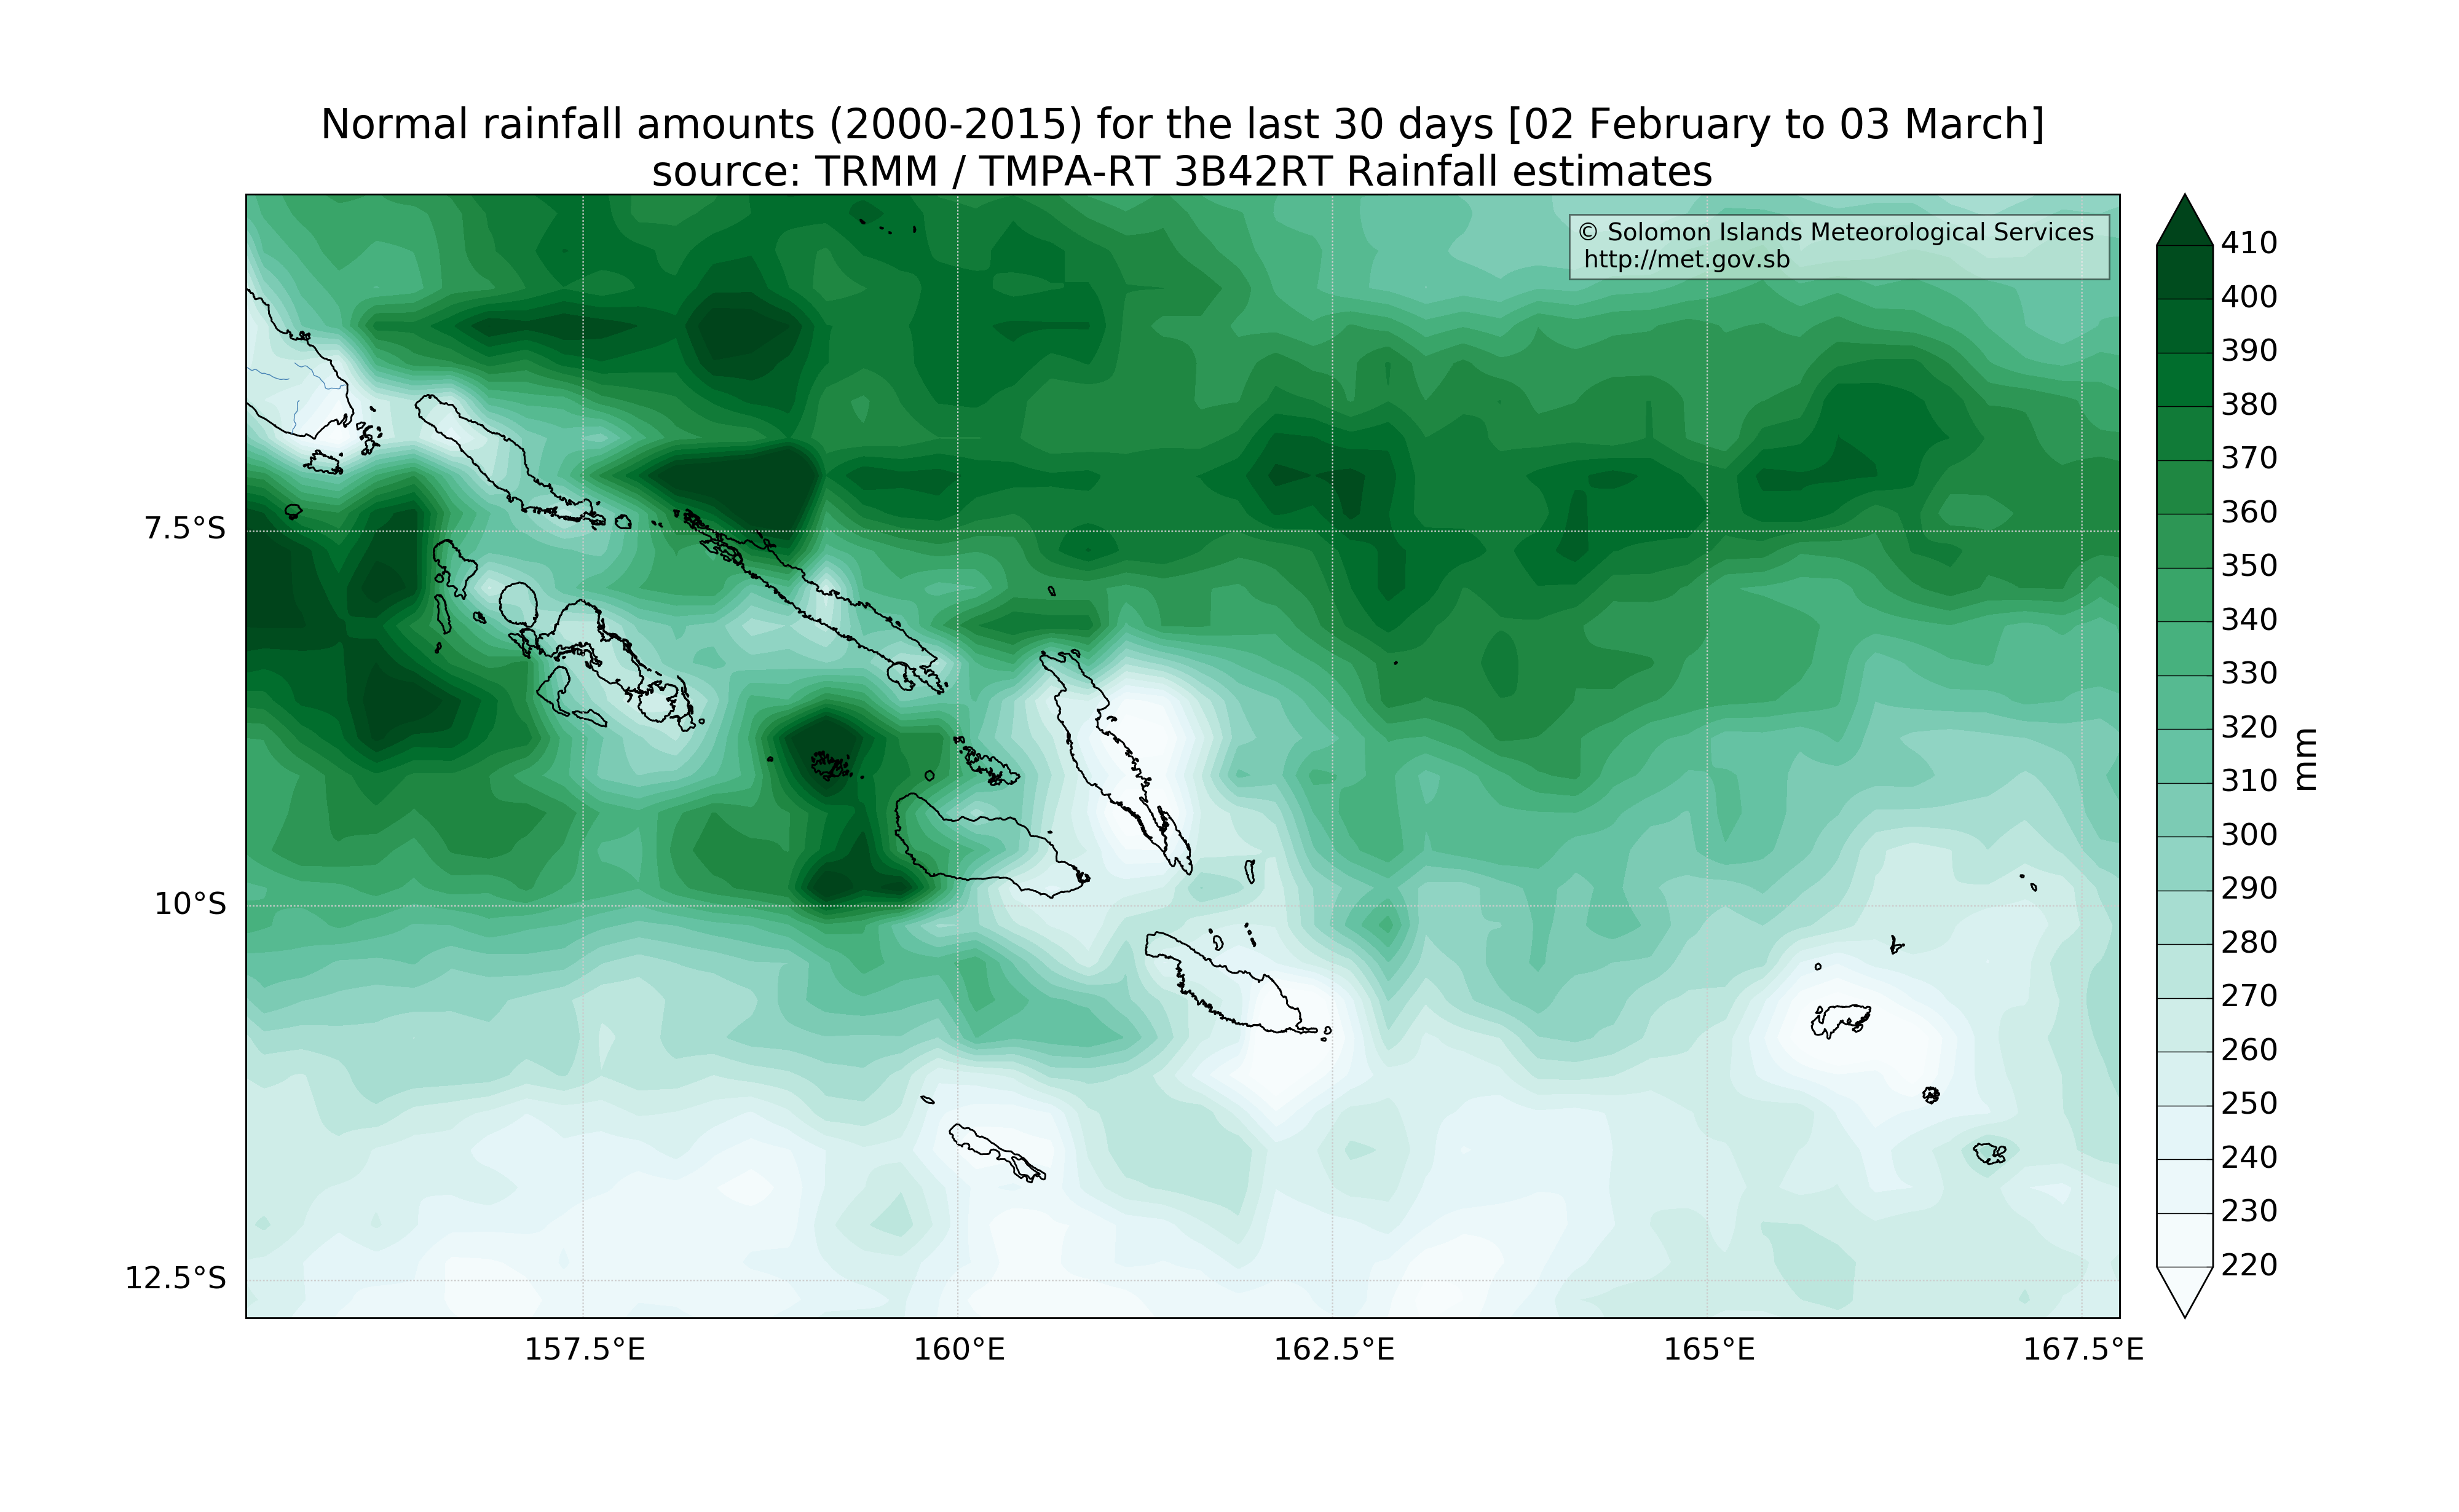 Normal rainfall amounts (2000-2015) for the last 30 days [02 February to 03 March]
source: TRMM / TMPA-RT 3B42RT Rainfall estimates
© Solomon Islands Meteorological Services
http://met.gov.sb
7.5°S
10°S
12.5°S
157.5°E
160°E
162.5°E
165°E
167.5°E
410
400
390
380
370
360
350
340
330
320
310
300
290
280
270
260
250
240
230
220
mm